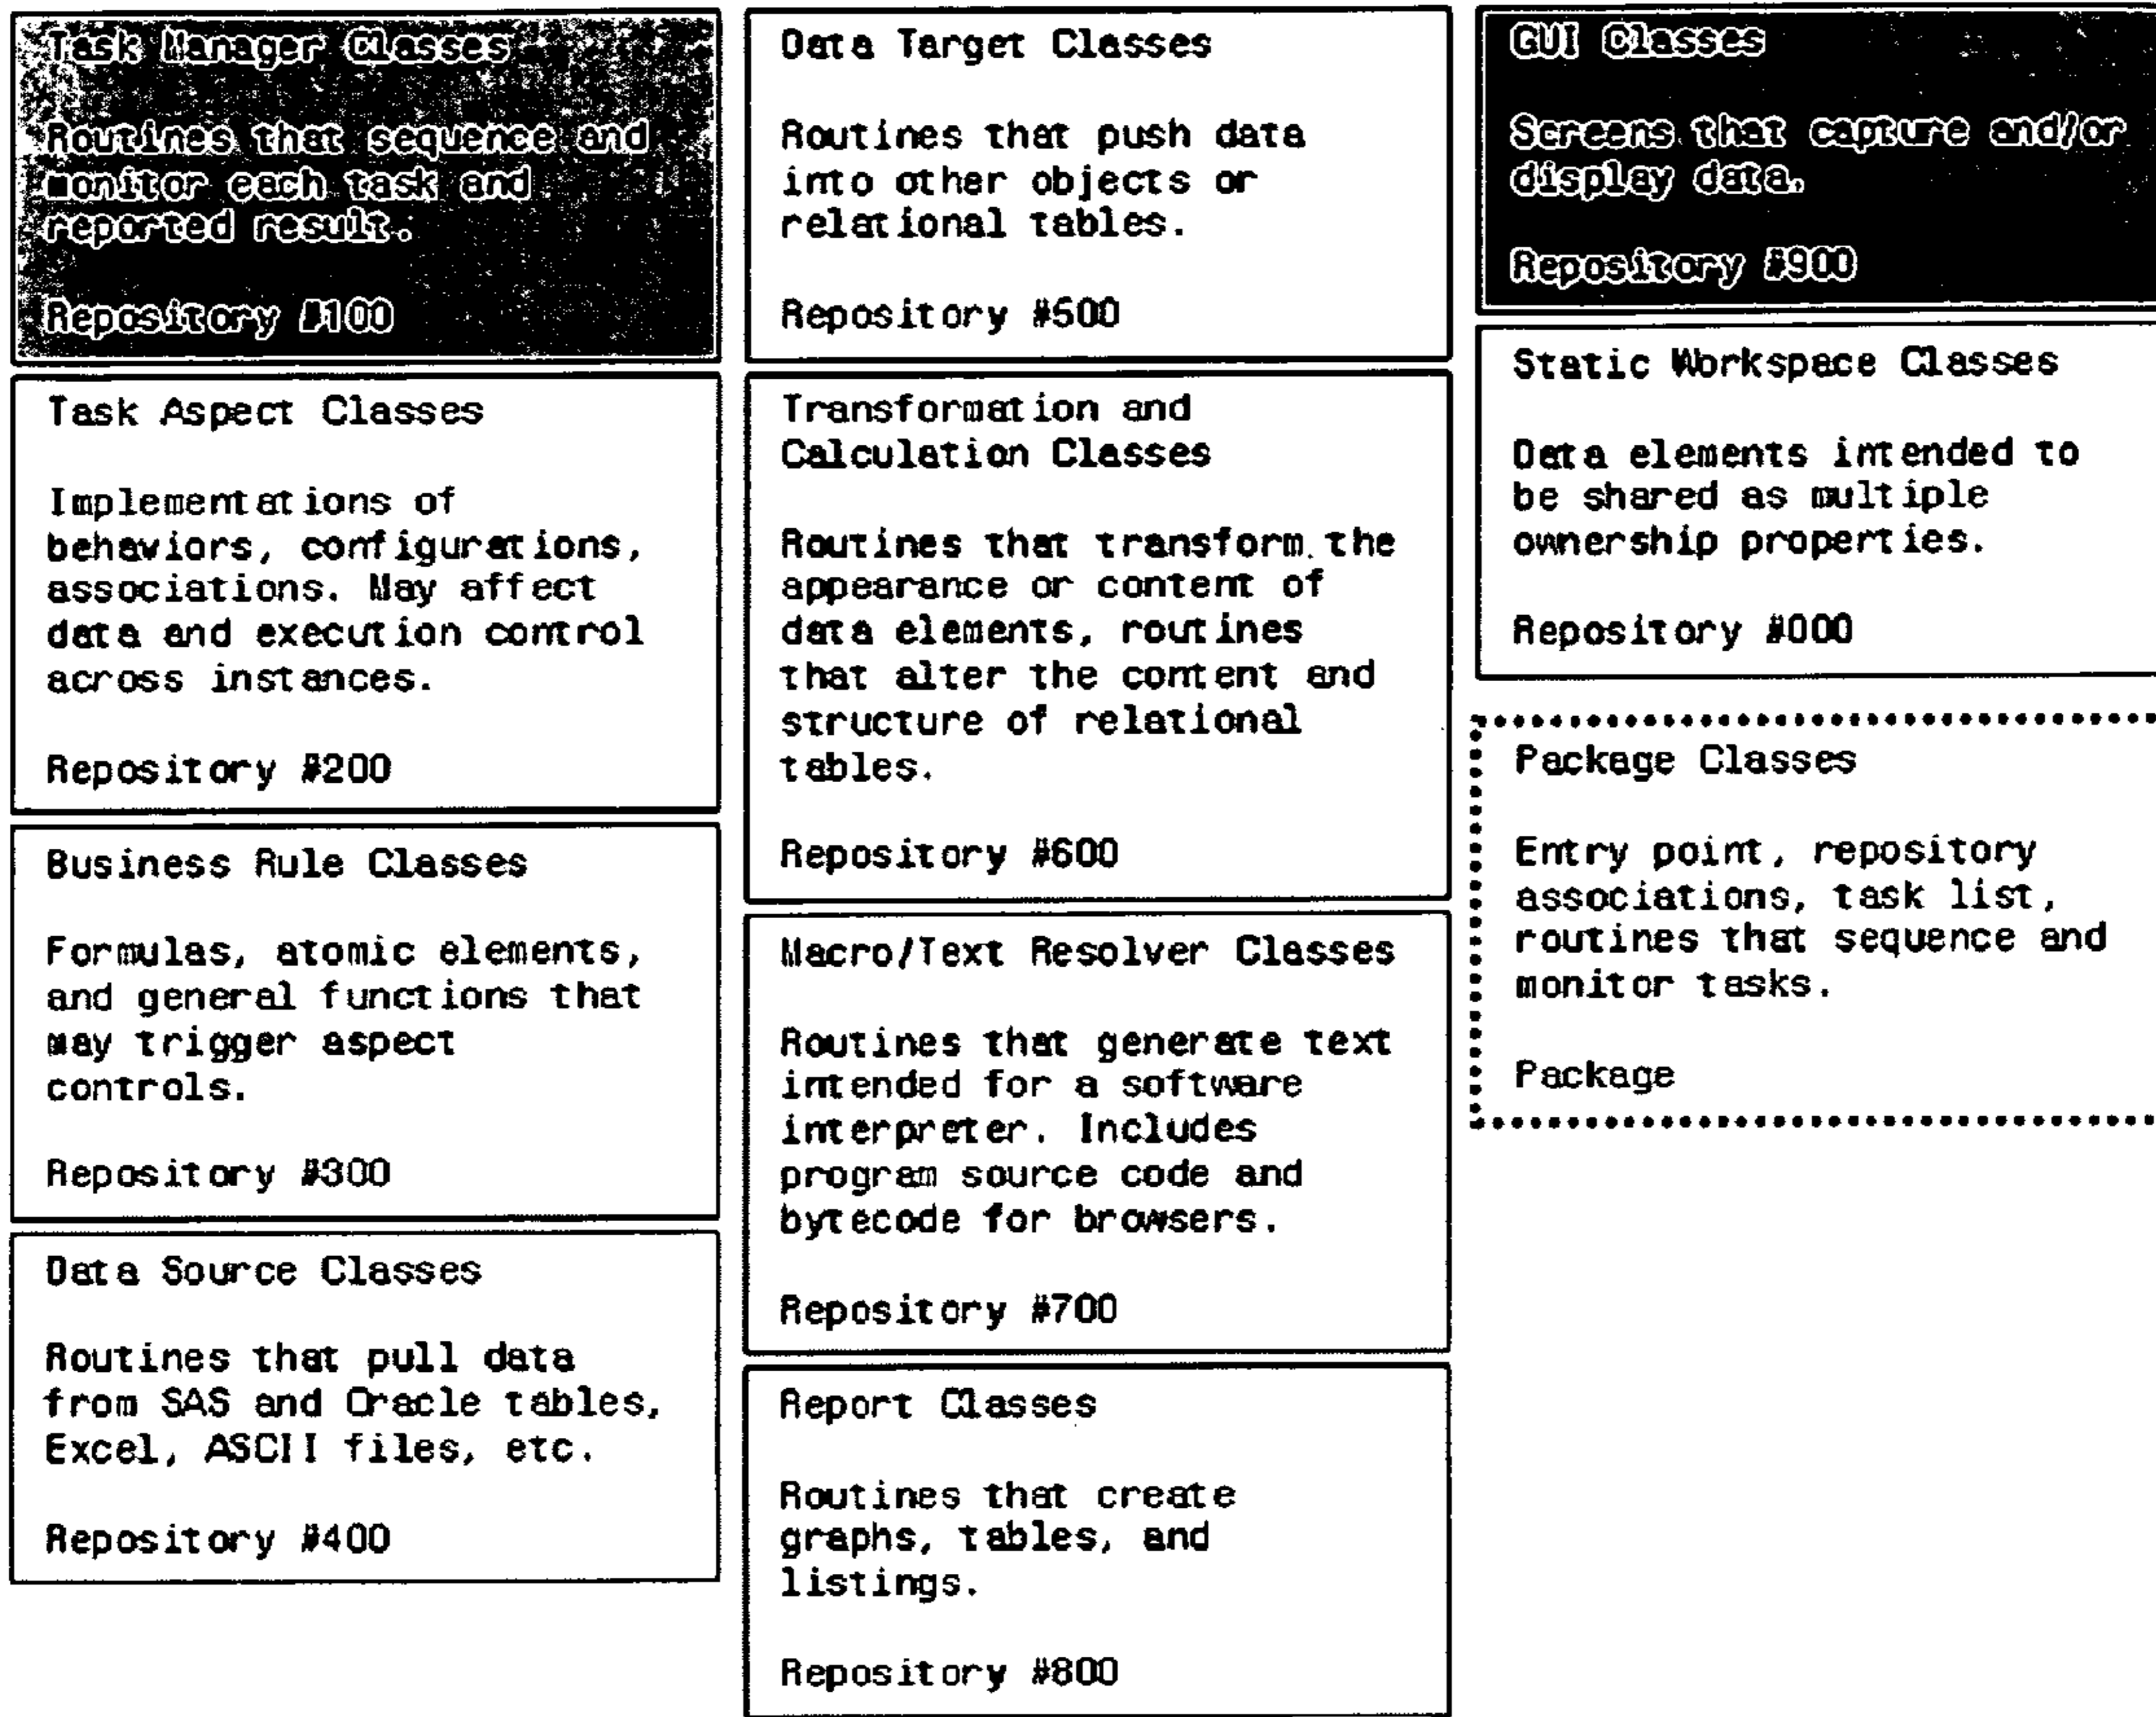 Task Manager Classes
Routines that sequence and
monitor each task and
reported result.
Repository #100
Task Aspect Classes
Implementations of
behaviors, configurations,
associations. May affect
data and execution control
across instances.
Repository #200
Business Rule Classes
Formulas, atomic elements,
and general functions that
may trigger aspect
controls.
Repository #300
Data Source Classes
Routines that pull data
from SAS and Oracle tables,
Excel, ASCII files, etc.
Repository #400
Data Target Classes
Routines that push data
into other objects or
relational tables.
Repository #500
Transformation and
Calculation Classes
Routines that transform the
appearance or content of
data elements, routines
that alter the content and
structure of relational
tables.
Repository #600
Macro/Text Resolver Classes
Routines that generate text
intended for a software
interpreter. Includes
program source code and
bytecode for browsers.
Repository #700
Report Classes
Routines that create
graphs, tables, and
listings.
Repository #800
GUI Classes
Screens that capture and/or
display data.
Repository #900
Static Workspace Classes
Data elements intended to
be shared as multiple
ownership properties.
Repository #000
Package Classes
Entry point, repository
associations, task list,
routines that sequence and
monitor tasks.
Package